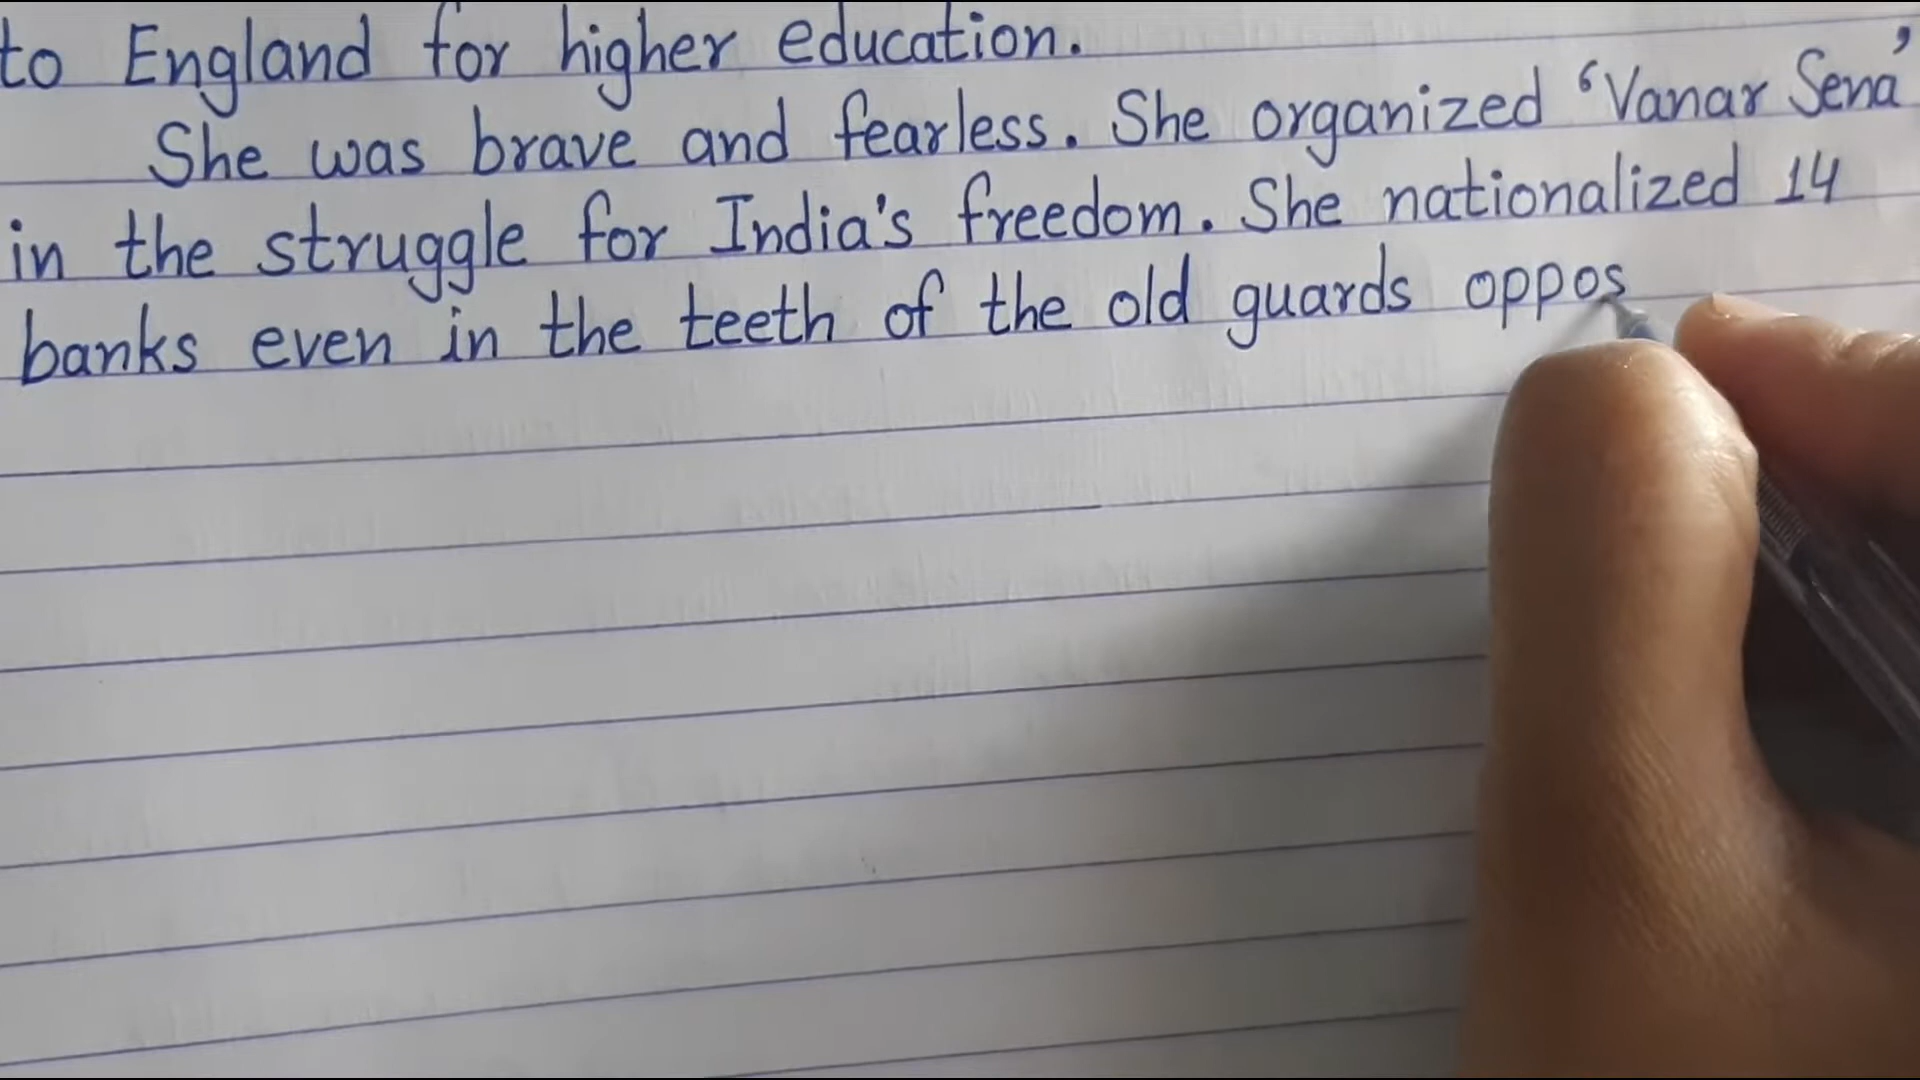 to England for higher education.
She was brave and fearless. She organized 'Vanar Sena'
in the struggle for India's freedom. She nationalized 14
banks even in the teeth of the old guards oppos